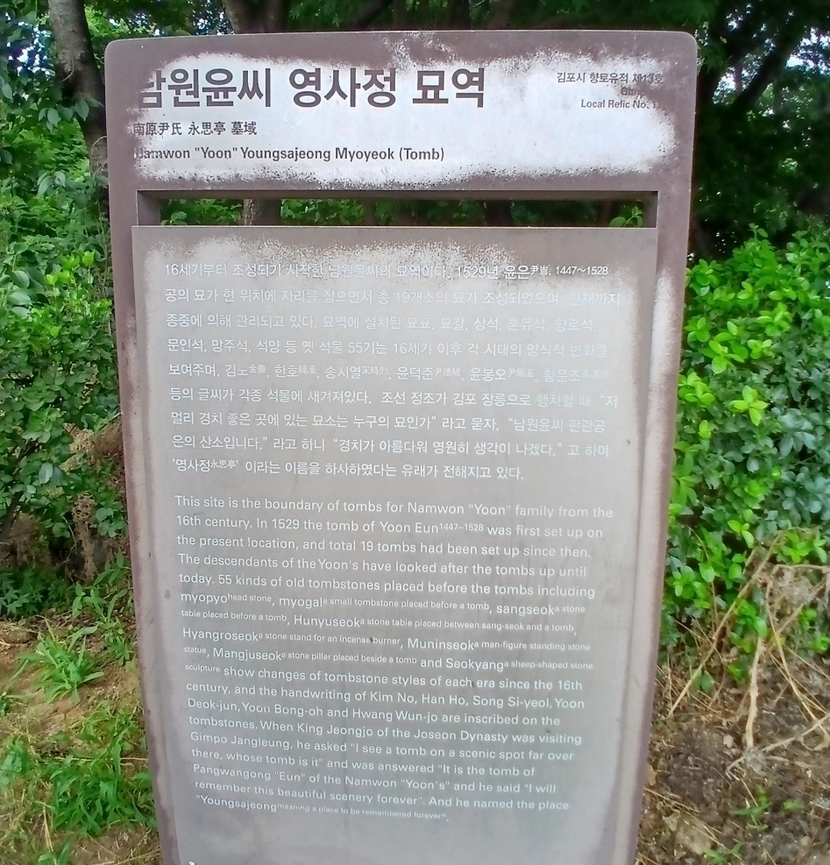 남원윤씨 영사정 묘역
김포시 향토유적 제13호
Local Relic No.
南原尹氏 永思亭 墓域
Namwon "Yoon" Youngsajeong Myoyeok (Tomb)
16세기부터 조성되기 시작한 남원윤씨의 묘역이다. 1529년 윤은, 1447~1528
공의 묘가 현 위치에 자리를 잡으면서 총 19개소의 묘가 조성되었으며, 현재까지
종중에 의해 관리되고 있다. 묘역에 설치된 묘표, 묘갈, 상석, 혼유석, 향로석,
문인석, 망주석, 석양 등 옛 석물 55기는 16세기 이후 각 시대의 양식적 변화를
보여주며, 김노, 한호, 송시열宋時烈, 윤덕준, 윤봉오, 황운조
등의 글씨가 각종 석물에 새겨져있다. 조선 정조가 김포 장릉으로 행차할 때 "저
멀리 경치 좋은 곳에 있는 묘소는 누구의 묘인가" 라고 묻자, "남원윤씨 판관공
은의 산소입니다." 라고 하니 "경치가 아름다워 영원히 생각이 나겠다." 고 하며
'영사정永思亭' 이라는 이름을 하사하였다는 유래가 전해지고 있다.
This site is the boundary of tombs for Namwon "Yoon" family from the
16th century. In 1529 the tomb of Yoon Eun1447~1528 was first set up on
the present location, and total 19 tombs had been set up since then.
The descendants of the Yoon's have looked after the tombs up until
today. 55 kinds of old tombstones placed before the tombs including
myopyohead stone, myogala small tombstone placed before a tomb, sangseoka stone
table placed before a tomb, Hunyuseoka stone table placed between sang-seok and a tomb,
Hyangroseoka stone stand for an incense burner, Muninseoka man-figure standing stone
statue, Mangjuseoka stone pillar placed beside a tomb and Seokyanga sheep-shaped stone
sculpture show changes of tombstone styles of each era since the 16th
century, and the handwriting of Kim No, Han Ho, Song Si-yeol, Yoon
Deok-jun, Yoon Bong-oh and Hwang Wun-jo are inscribed on the
tombstones. When King Jeongjo of the Joseon Dynasty was visiting
Gimpo Jangleung, he asked "I see a tomb on a scenic spot far over
there, whose tomb is it" and was answered "It is the tomb of
Pangwangong "Eun" of the Namwon "Yoon's" and he said "I will
remember this beautiful scenery forever". And he named the place
"Youngsajeongmeaning a place to be remembered forever".